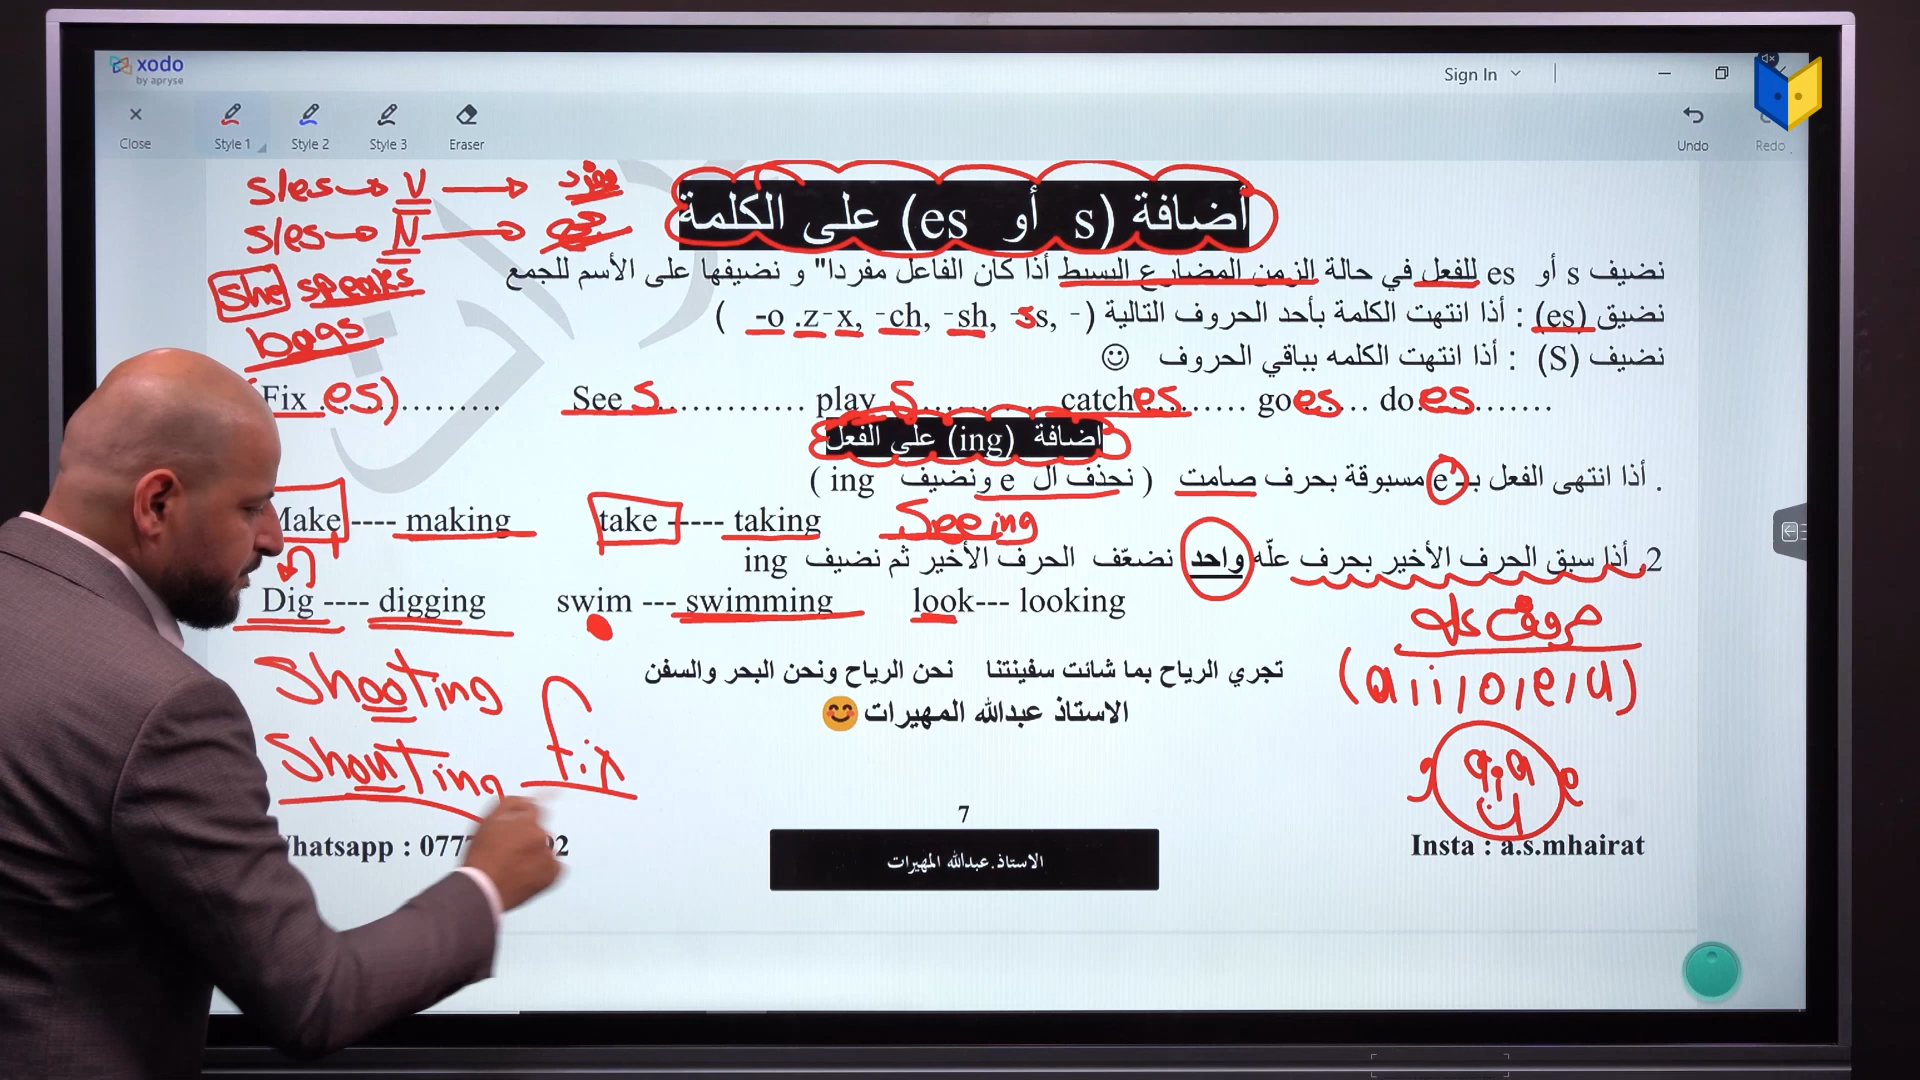 xodo
by apryse
Sign In
Close
Style 1
Style 2
Style 3
Eraser
Undo
Redo
s/es → V → مفرد
s/es → N →
أضافة (s أو es) على الكلمة
نضيف s أو es للفعل في حالة الزمن المضارع البسيط أذا كان الفاعل مفردا" و نضيفها على الأسم للجمع
she speaks
نضيق (es) : أذا انتهت الكلمة بأحد الحروف التالية ( -s, -ss, -sh, -ch, -x, -z. -o )
bags
نضيف (S) : أذا انتهت الكلمه بباقي الحروف ☺
Fix (es) ............... See s ............... play s ............... catch es ......... go es ...... do es ............
اضافة (ing) على الفعل
. أذا انتهى الفعل بـ e مسبوقة بحرف صامت ( نحذف ال e ونضيف ing )
Make ---- making take ----- taking Seeing
2. أذا سبق الحرف الأخير بحرف علّه واحد نضعّف الحرف الأخير ثم نضيف ing
Dig ---- digging swim --- swimming look--- looking
حروف علة
(a / i / o / e / u)
Shooting
Shouting
fix
تجري الرياح بما شائت سفينتنا نحن الرياح ونحن البحر والسفن
الاستاذ عبدالله المهيرات 😊
7
Whatsapp : 077 92
الاستاذ.عبدالله المهيرات
Insta : a.s.mhairat